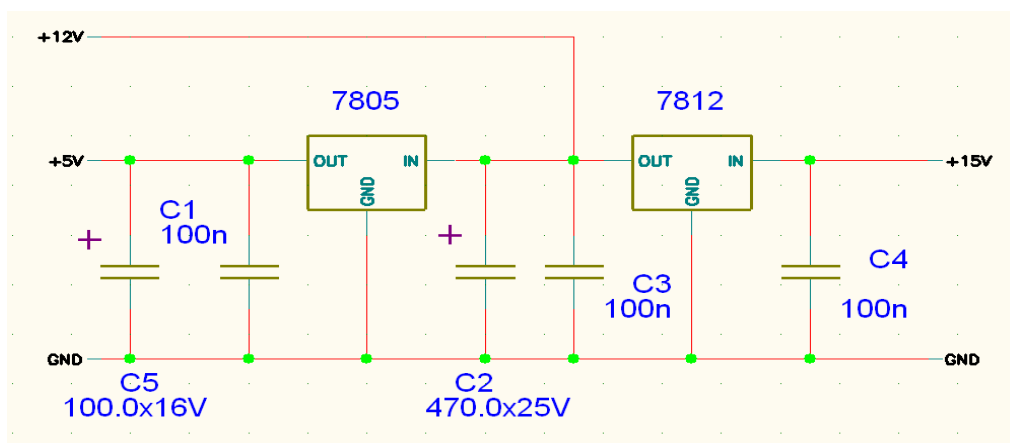 +12V
7805
7812
+5V
OUT
IN
GND
OUT
IN
GND
+15V
C1
100n
C3
100n
C4
100n
GND
GND
C5
100.0x16V
C2
470.0x25V